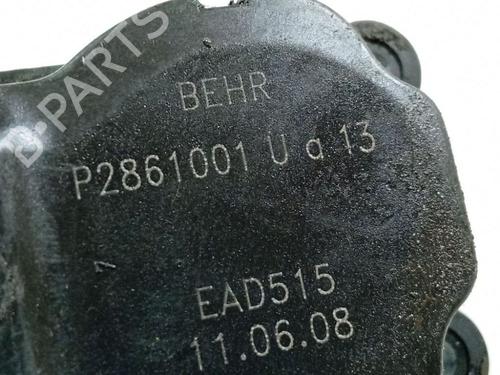 B-PARTS
BEHR
P2861001 U a 13
EAD515
11.06.08